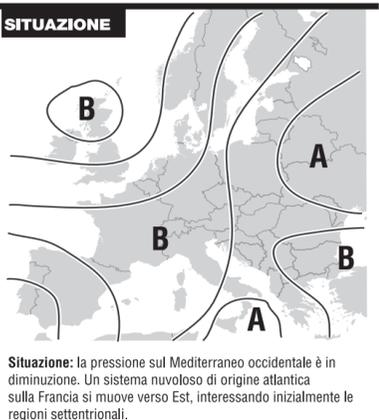 SITUAZIONE
B
A
B
B
A
Situazione: la pressione sul Mediterraneo occidentale è in
diminuzione. Un sistema nuvoloso di origine atlantica
sulla Francia si muove verso Est, interessando inizialmente le
regioni settentrionali.